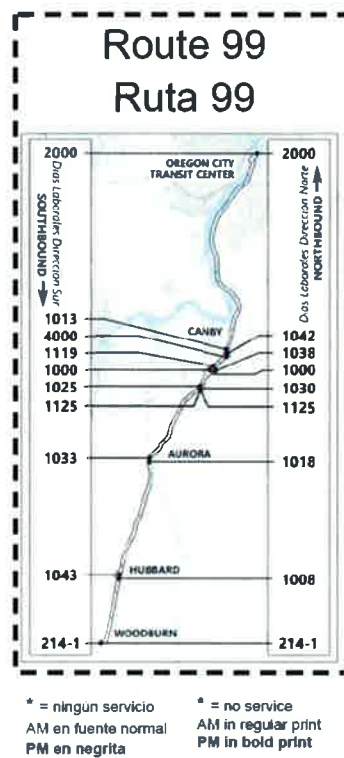 Route 99
Ruta 99
2000
OREGON CITY
TRANSIT CENTER
2000
Dias Laborales Direccion Sur
SOUTHBOUND
Dias Laborales Direccion Norte
NORTHBOUND
1013
4000
1119
1000
1025
1125
CANBY
1042
1038
1000
1030
1125
1033
AURORA
1018
1043
HUBBARD
1008
214-1
WOODBURN
214-1
* = ningún servicio
AM en fuente normal
PM en negrita
* = no service
AM in regular print
PM in bold print